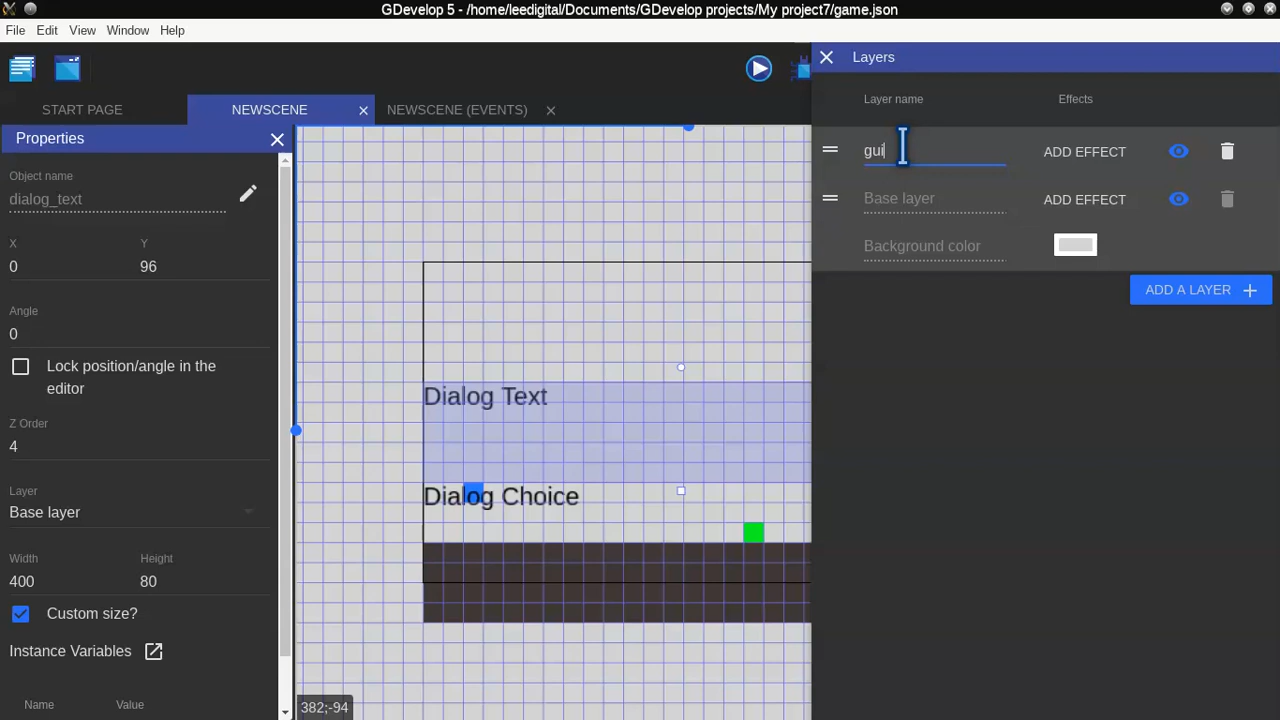 GDevelop 5 - /home/leedigital/Documents/GDevelop projects/My project7/game.json
File Edit View Window Help
START PAGE NEWSCENE NEWSCENE (EVENTS)
Properties
Object name
dialog_text
X Y
0 96
Angle
0
Lock position/angle in the
editor
Z Order
4
Layer
Base layer
Width Height
400 80
Custom size?
Instance Variables
Name Value
Dialog Text
Dialog Choice
382;-94
Layers
Layer name Effects
gui ADD EFFECT
Base layer ADD EFFECT
Background color
ADD A LAYER